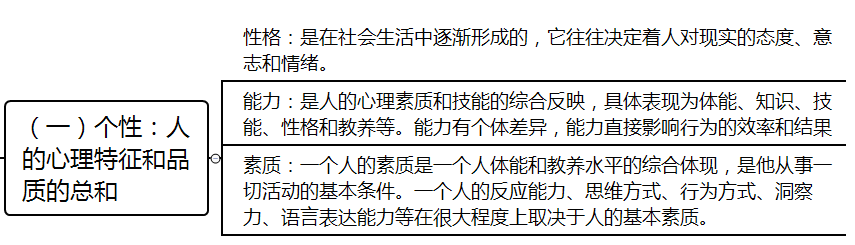 （一）个性：人
的心理特征和品
质的总和
性格：是在社会生活中逐渐形成的，它往往决定着人对现实的态度、意
志和情绪。
能力：是人的心理素质和技能的综合反映，具体表现为体能、知识、技
能、性格和教养等。能力有个体差异，能力直接影响行为的效率和结果
素质：一个人的素质是一个人体能和教养水平的综合体现，是他从事一
切活动的基本条件。一个人的反应能力、思维方式、行为方式、洞察
力、语言表达能力等在很大程度上取决于人的基本素质。